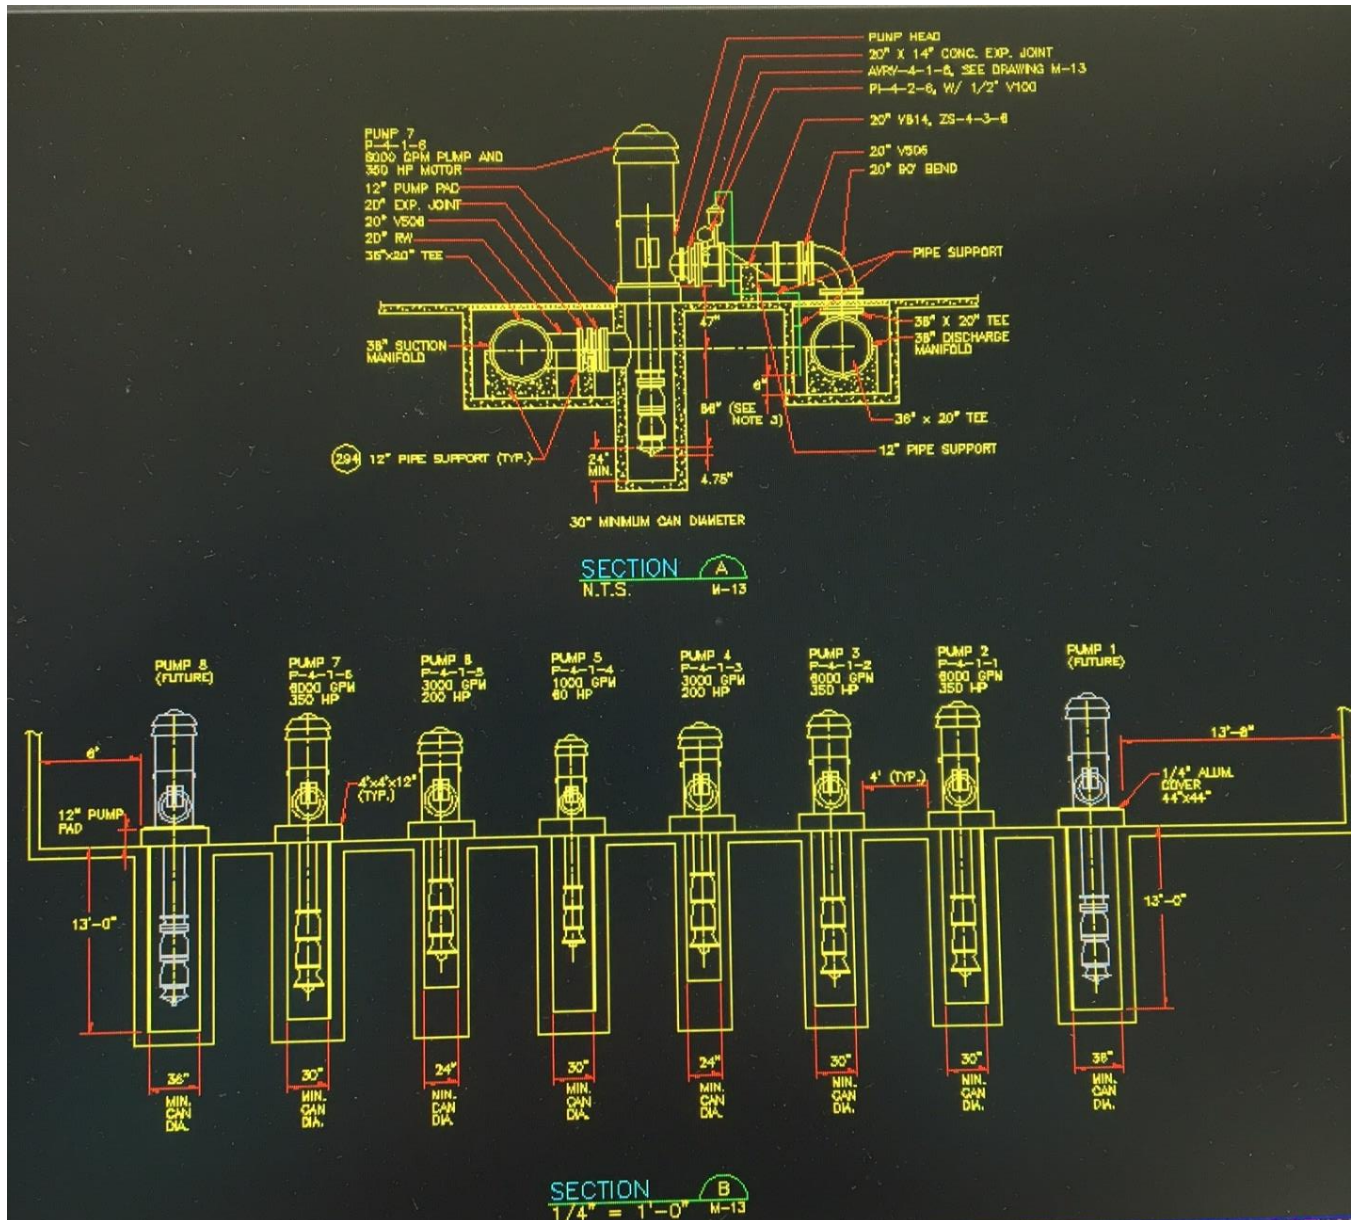 PUMP HEAD
20" X 14" CONC. EXP. JOINT
AVRV-4-1-6, SEE DRAWING M-13
PI-4-2-6, W/ 1/2" V100
20" V814, ZS-4-3-6
20" V506
20" 90° BEND
PIPE SUPPORT
36" X 20" TEE
36" DISCHARGE
MANIFOLD
36" x 20" TEE
12" PIPE SUPPORT
PUMP 7
P-4-1-6
6000 GPM PUMP AND
350 HP MOTOR
12" PUMP PAD
20" EXP. JOINT
20" V506
20" RW
36"x20" TEE
36" SUCTION
MANIFOLD
294 12" PIPE SUPPORT (TYP.)
47"
6"
(SEE
NOTE 3)
24"
MIN.
4.75"
30" MINIMUM CAN DIAMETER
SECTION A
N.T.S. M-13
PUMP 8
(FUTURE)
PUMP 7
P-4-1-6
6000 GPM
350 HP
PUMP 6
P-4-1-5
3000 GPM
200 HP
PUMP 5
P-4-1-4
1000 GPM
60 HP
PUMP 4
P-4-1-3
3000 GPM
200 HP
PUMP 3
P-4-1-2
6000 GPM
350 HP
PUMP 2
P-4-1-1
6000 GPM
350 HP
PUMP 1
(FUTURE)
6'
13'-8"
12" PUMP
PAD
4'x4'x12"
(TYP.)
4' (TYP.)
1/4" ALUM.
COVER
44"x44"
13'-0"
13'-0"
36"
MIN.
CAN
DIA.
30"
MIN.
CAN
DIA.
24"
MIN.
CAN
DIA.
30"
MIN.
CAN
DIA.
24"
MIN.
CAN
DIA.
30"
MIN.
CAN
DIA.
30"
MIN.
CAN
DIA.
36"
MIN.
CAN
DIA.
SECTION B
1/4" = 1'-0" M-13